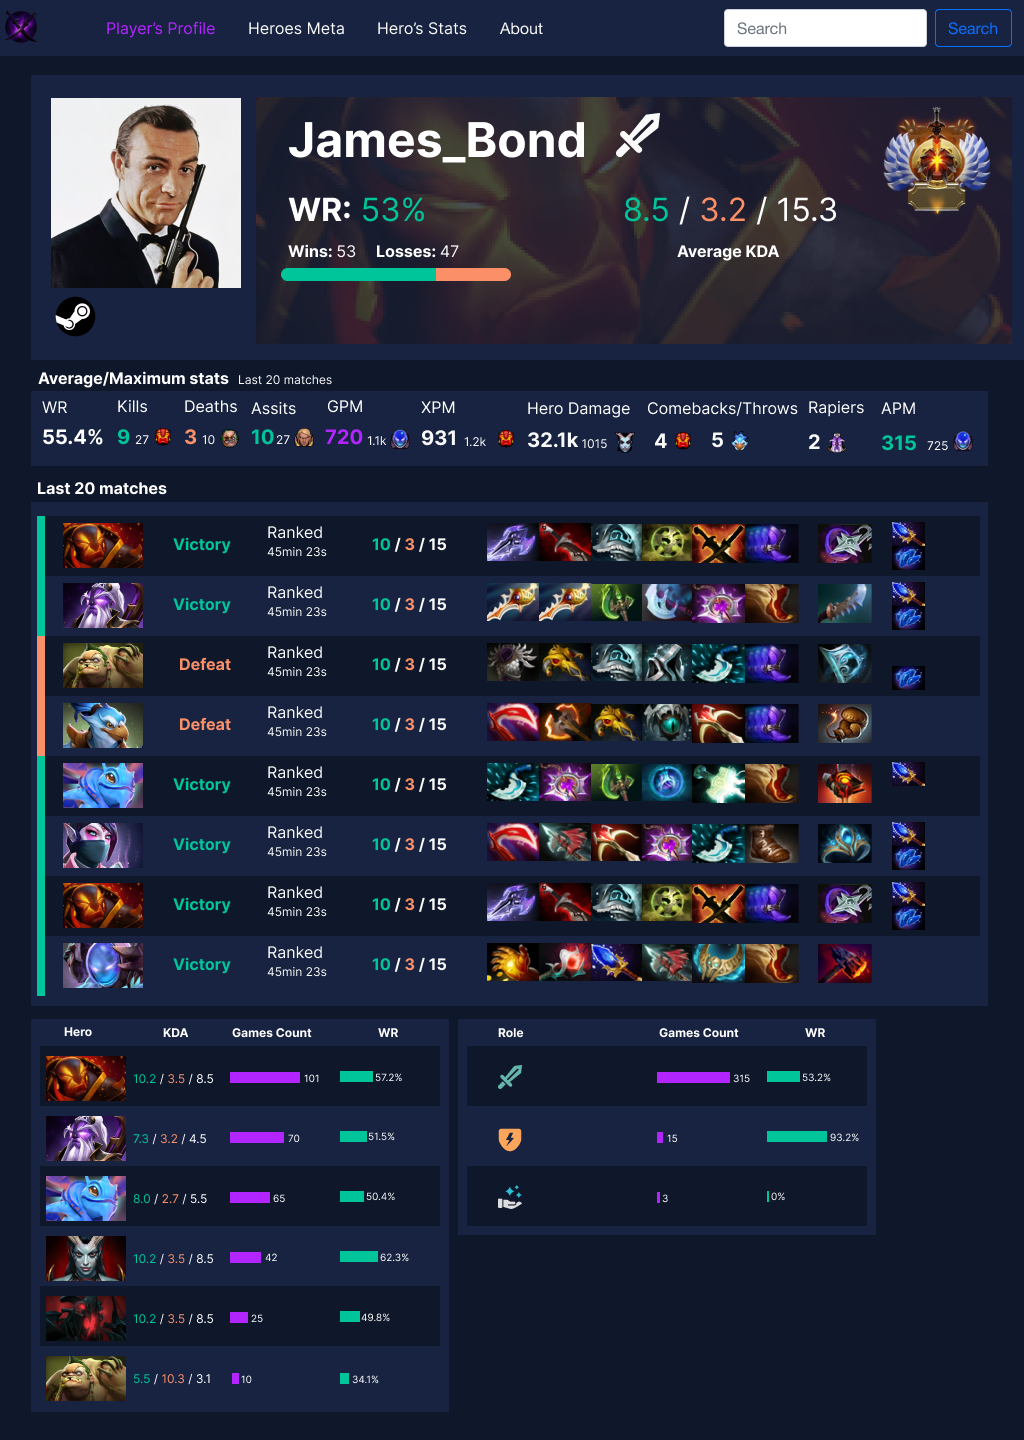 Player's Profile Heroes Meta Hero's Stats About Search Search
James_Bond
WR: 53% 8.5 / 3.2 / 15.3
Wins: 53 Losses: 47 Average KDA
Average/Maximum stats Last 20 matches
WR Kills Deaths Assits GPM XPM Hero Damage Comebacks/Throws Rapiers APM
55.4% 9 27 3 10 10 27 720 1.1k 931 1.2k 32.1k 1015 4 5 2 315 725
Last 20 matches
Victory Ranked 10 / 3 / 15
45min 23s
Victory Ranked 10 / 3 / 15
45min 23s
Defeat Ranked 10 / 3 / 15
45min 23s
Defeat Ranked 10 / 3 / 15
45min 23s
Victory Ranked 10 / 3 / 15
45min 23s
Victory Ranked 10 / 3 / 15
45min 23s
Victory Ranked 10 / 3 / 15
45min 23s
Victory Ranked 10 / 3 / 15
45min 23s
Hero KDA Games Count WR
10.2 / 3.5 / 8.5 101 57.2%
7.3 / 3.2 / 4.5 70 51.5%
8.0 / 2.7 / 5.5 65 50.4%
10.2 / 3.5 / 8.5 42 62.3%
10.2 / 3.5 / 8.5 25 49.8%
5.5 / 10.3 / 3.1 10 34.1%
Role Games Count WR
315 53.2%
15 93.2%
3 0%